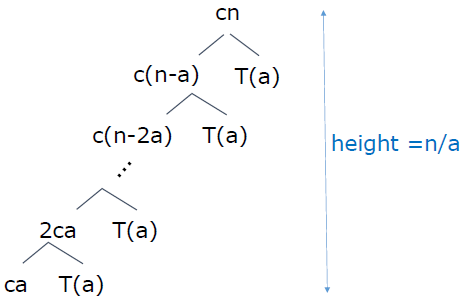 cn
c(n-a) T(a)
c(n-2a) T(a)
height =n/a
⋰
2ca T(a)
ca T(a)